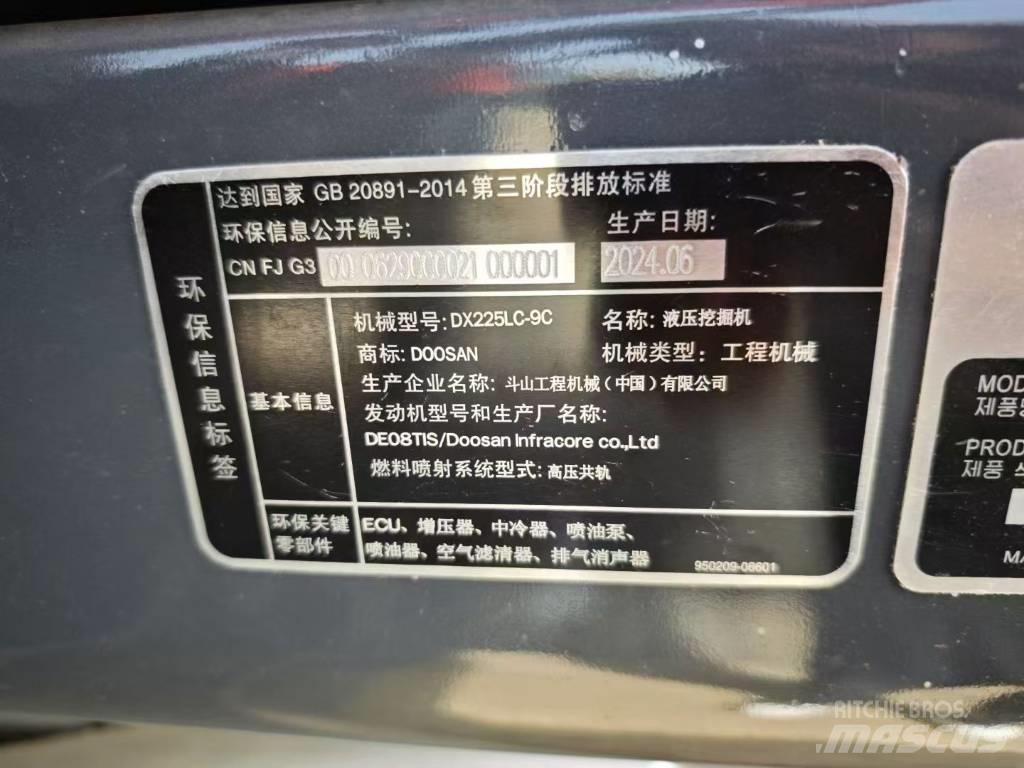 达到国家 GB 20891-2014 第三阶段排放标准
环保信息公开编号:
生产日期:
CN FJ G3 00 0629000021 000001
2024.06
环保信息标签
基本信息
机械型号: DX225LC-9C 名称: 液压挖掘机
商标: DOOSAN 机械类型: 工程机械
生产企业名称: 斗山工程机械(中国)有限公司
发动机型号和生产厂名称:
DE08TIS/Doosan Infracore co.,Ltd
燃料喷射系统型式: 高压共轨
环保关键
零部件
ECU、增压器、中冷器、喷油泵、
喷油器、空气滤清器、排气消声器
950209-08601
MOD
제품명
PROD
제품 식
MA
RITCHIE BROS.
MASCUS